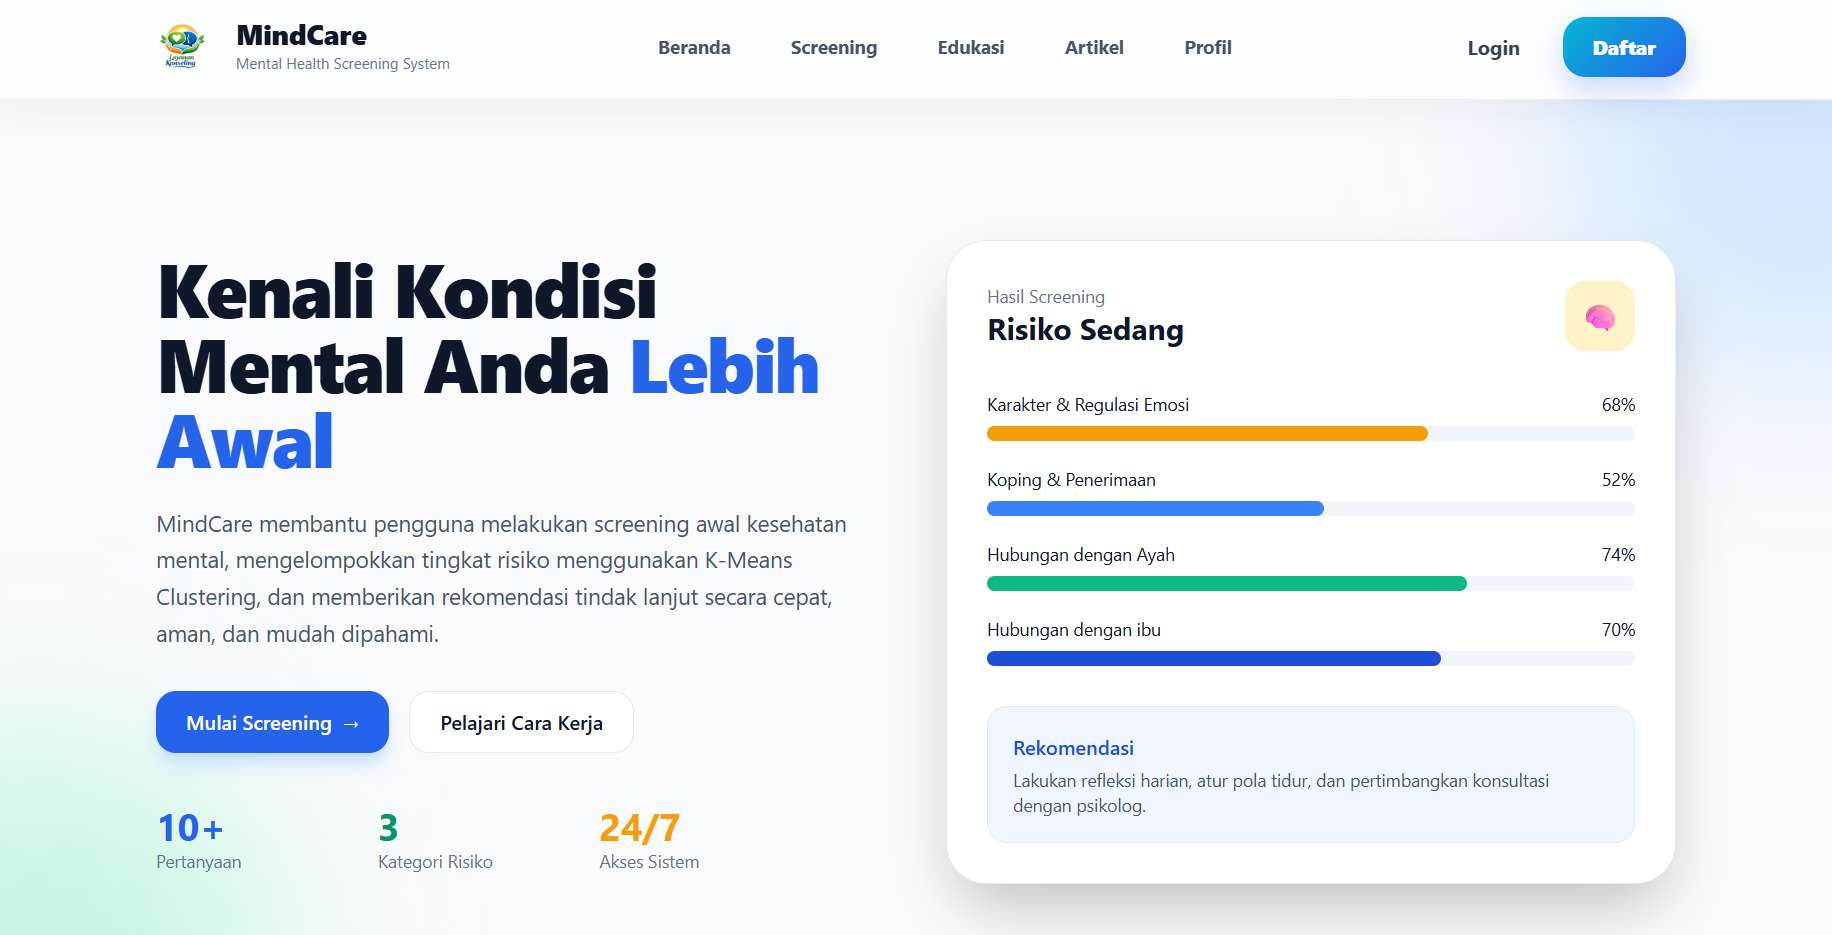 Layanan
Konseling
MindCare
Mental Health Screening System
Beranda
Screening
Edukasi
Artikel
Profil
Login
Daftar
Kenali Kondisi
Mental Anda Lebih
Awal
MindCare membantu pengguna melakukan screening awal kesehatan
mental, mengelompokkan tingkat risiko menggunakan K-Means
Clustering, dan memberikan rekomendasi tindak lanjut secara cepat,
aman, dan mudah dipahami.
Mulai Screening →
Pelajari Cara Kerja
10+
Pertanyaan
3
Kategori Risiko
24/7
Akses Sistem
Hasil Screening
Risiko Sedang
Karakter & Regulasi Emosi 68%
Koping & Penerimaan 52%
Hubungan dengan Ayah 74%
Hubungan dengan ibu 70%
Rekomendasi
Lakukan refleksi harian, atur pola tidur, dan pertimbangkan konsultasi
dengan psikolog.